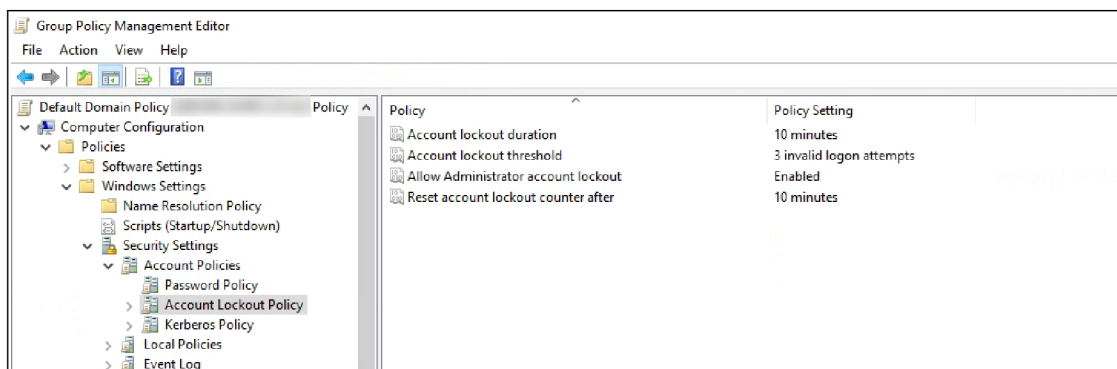 Group Policy Management Editor
File Action View Help
Default Domain Policy Policy
Computer Configuration
Policies
Software Settings
Windows Settings
Name Resolution Policy
Scripts (Startup/Shutdown)
Security Settings
Account Policies
Password Policy
Account Lockout Policy
Kerberos Policy
Local Policies
Event Log
Policy Policy Setting
Account lockout duration 10 minutes
Account lockout threshold 3 invalid logon attempts
Allow Administrator account lockout Enabled
Reset account lockout counter after 10 minutes